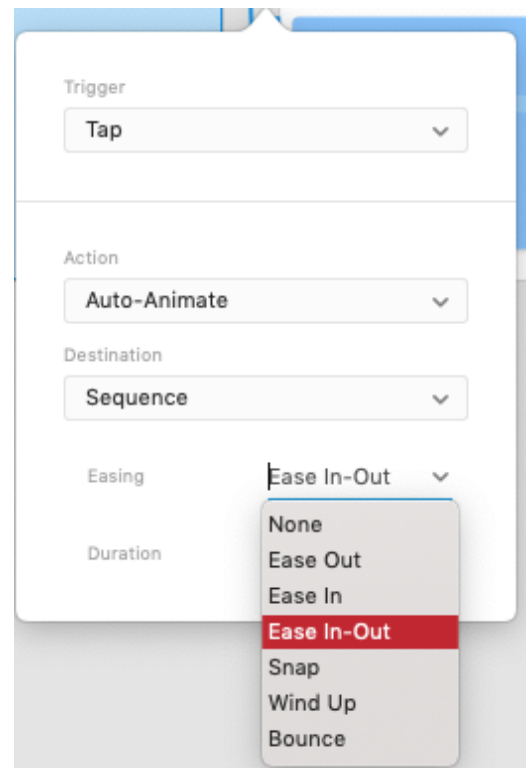 Trigger
Tap
Action
Auto-Animate
Destination
Sequence
Easing Ease In-Out
Duration
None
Ease Out
Ease In
Ease In-Out
Snap
Wind Up
Bounce